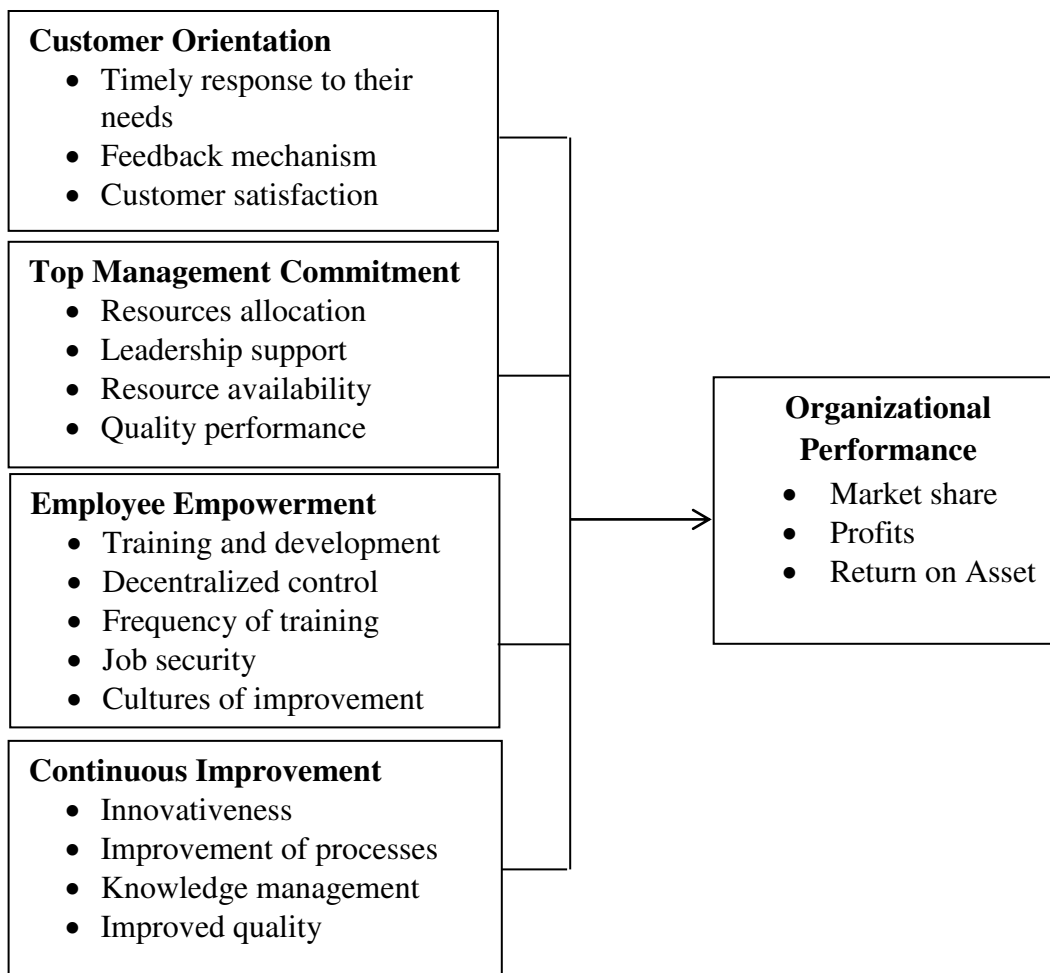 Customer Orientation
• Timely response to their
needs
• Feedback mechanism
• Customer satisfaction
Top Management Commitment
• Resources allocation
• Leadership support
• Resource availability
• Quality performance
Employee Empowerment
• Training and development
• Decentralized control
• Frequency of training
• Job security
• Cultures of improvement
Continuous Improvement
• Innovativeness
• Improvement of processes
• Knowledge management
• Improved quality
Organizational
Performance
• Market share
• Profits
• Return on Asset